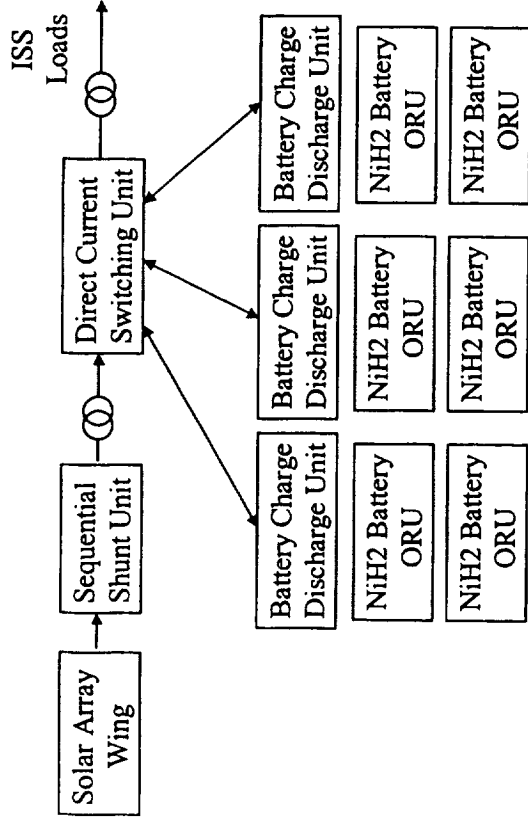 Solar Array
Wing
Sequential
Shunt Unit
Direct Current
Switching Unit
ISS
Loads
Battery Charge
Discharge Unit
Battery Charge
Discharge Unit
Battery Charge
Discharge Unit
NiH2 Battery
ORU
NiH2 Battery
ORU
NiH2 Battery
ORU
NiH2 Battery
ORU
NiH2 Battery
ORU
NiH2 Battery
ORU